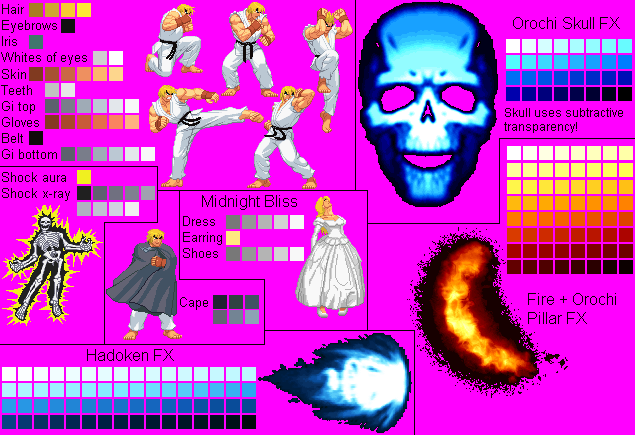 Hair
Eyebrows
Iris
Whites of eyes
Skin
Teeth
Gi top
Gloves
Belt
Gi bottom
Shock aura
Shock x-ray
Midnight Bliss
Dress
Earring
Shoes
Cape
Orochi Skull FX
Skull uses subtractive
transparency!
Fire + Orochi
Pillar FX
Hadoken FX